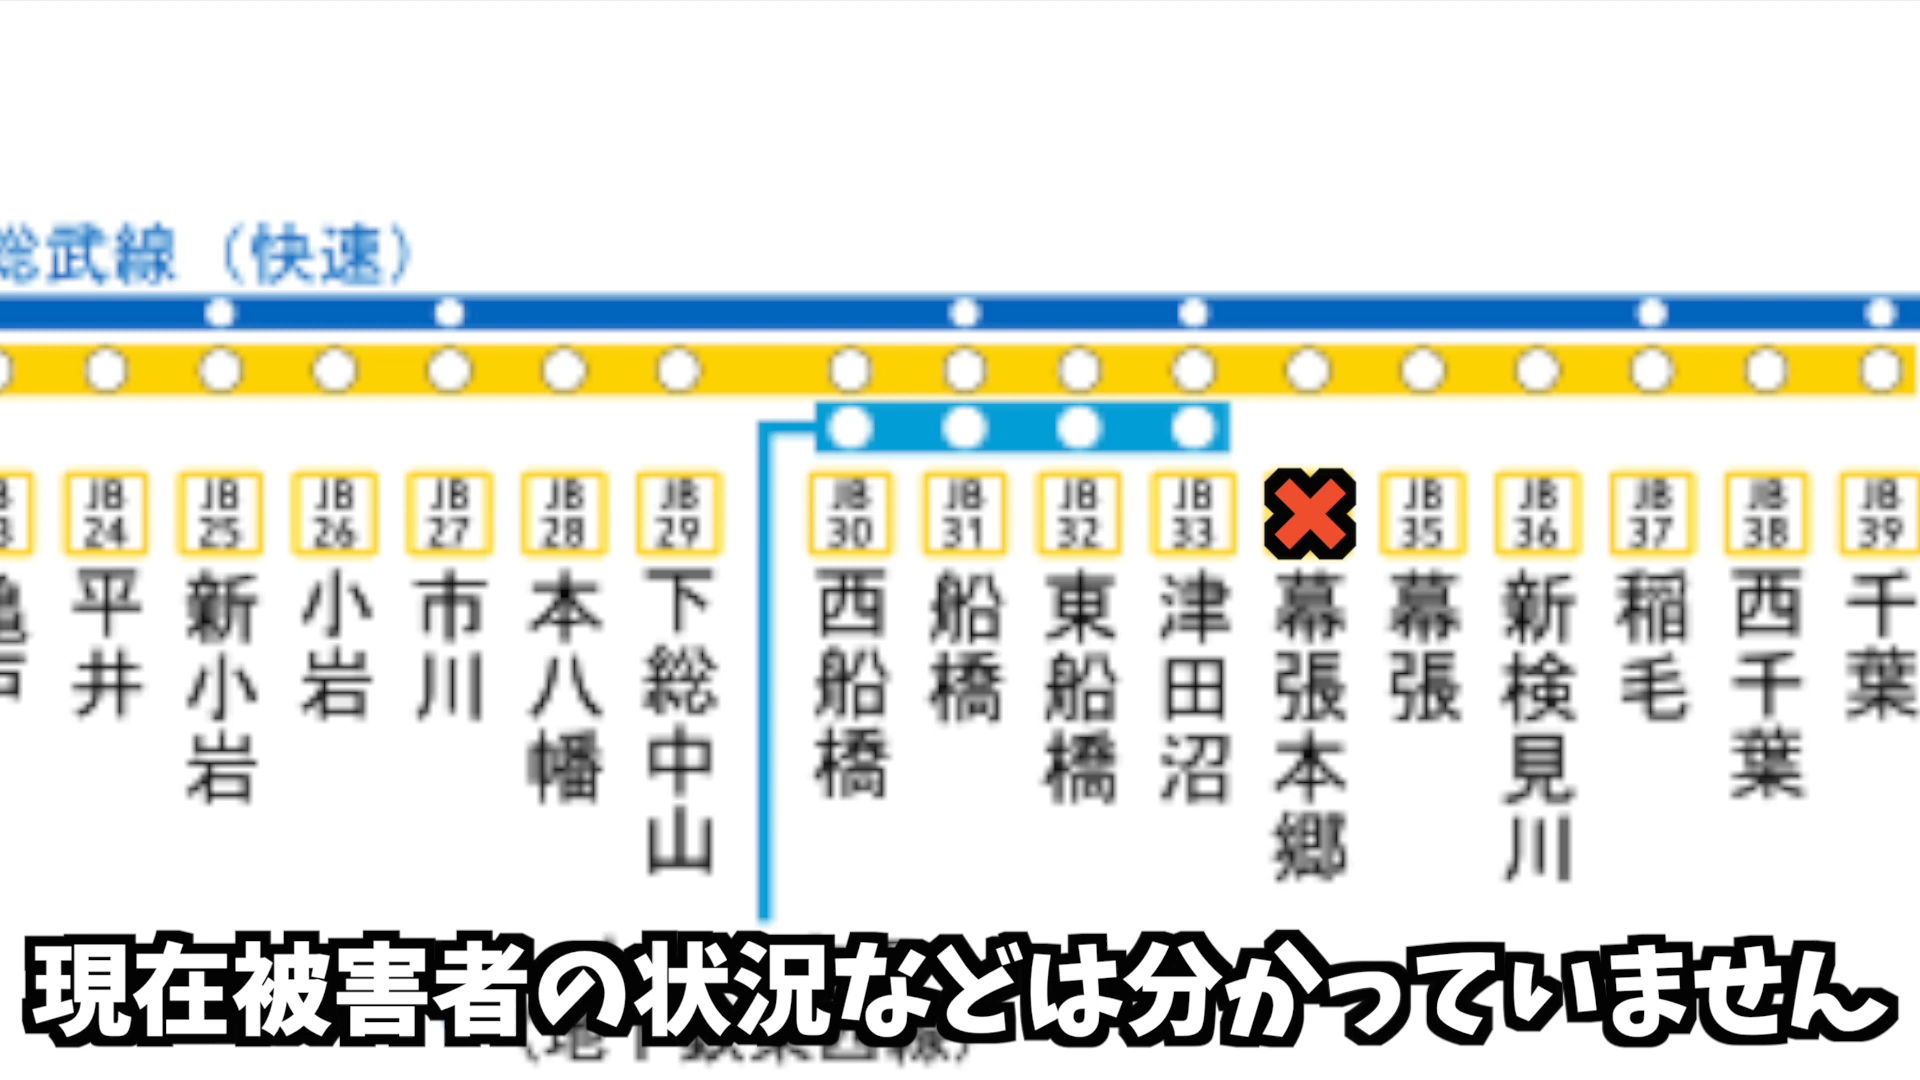 総武線（快速）
JB 24 平井
JB 25 新小岩
JB 26 小岩
JB 27 市川
JB 28 本八幡
JB 29 下総中山
JB 30 西船橋
JB 31 船橋
JB 32 東船橋
JB 33 津田沼
幕張本郷
JB 35 幕張
JB 36 新検見川
JB 37 稲毛
JB 38 西千葉
JB 39 千葉
現在被害者の状況などは分かっていません